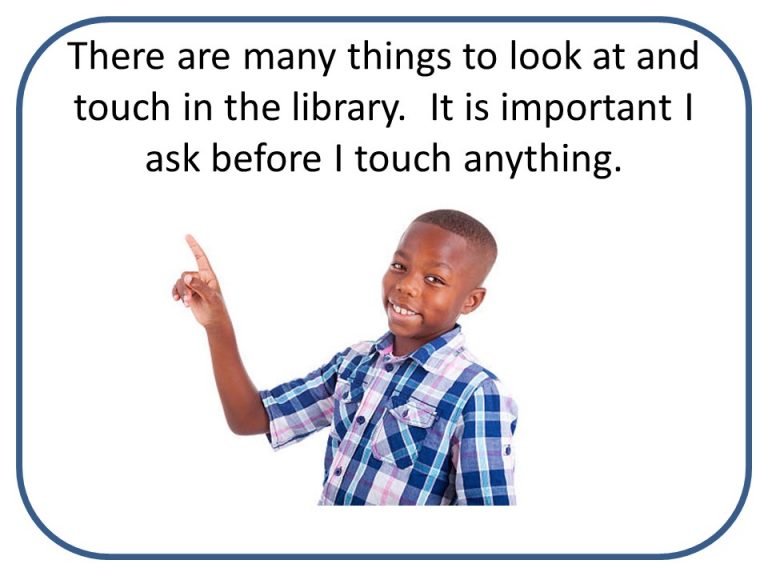 There are many things to look at and
touch in the library.  It is important I
ask before I touch anything.